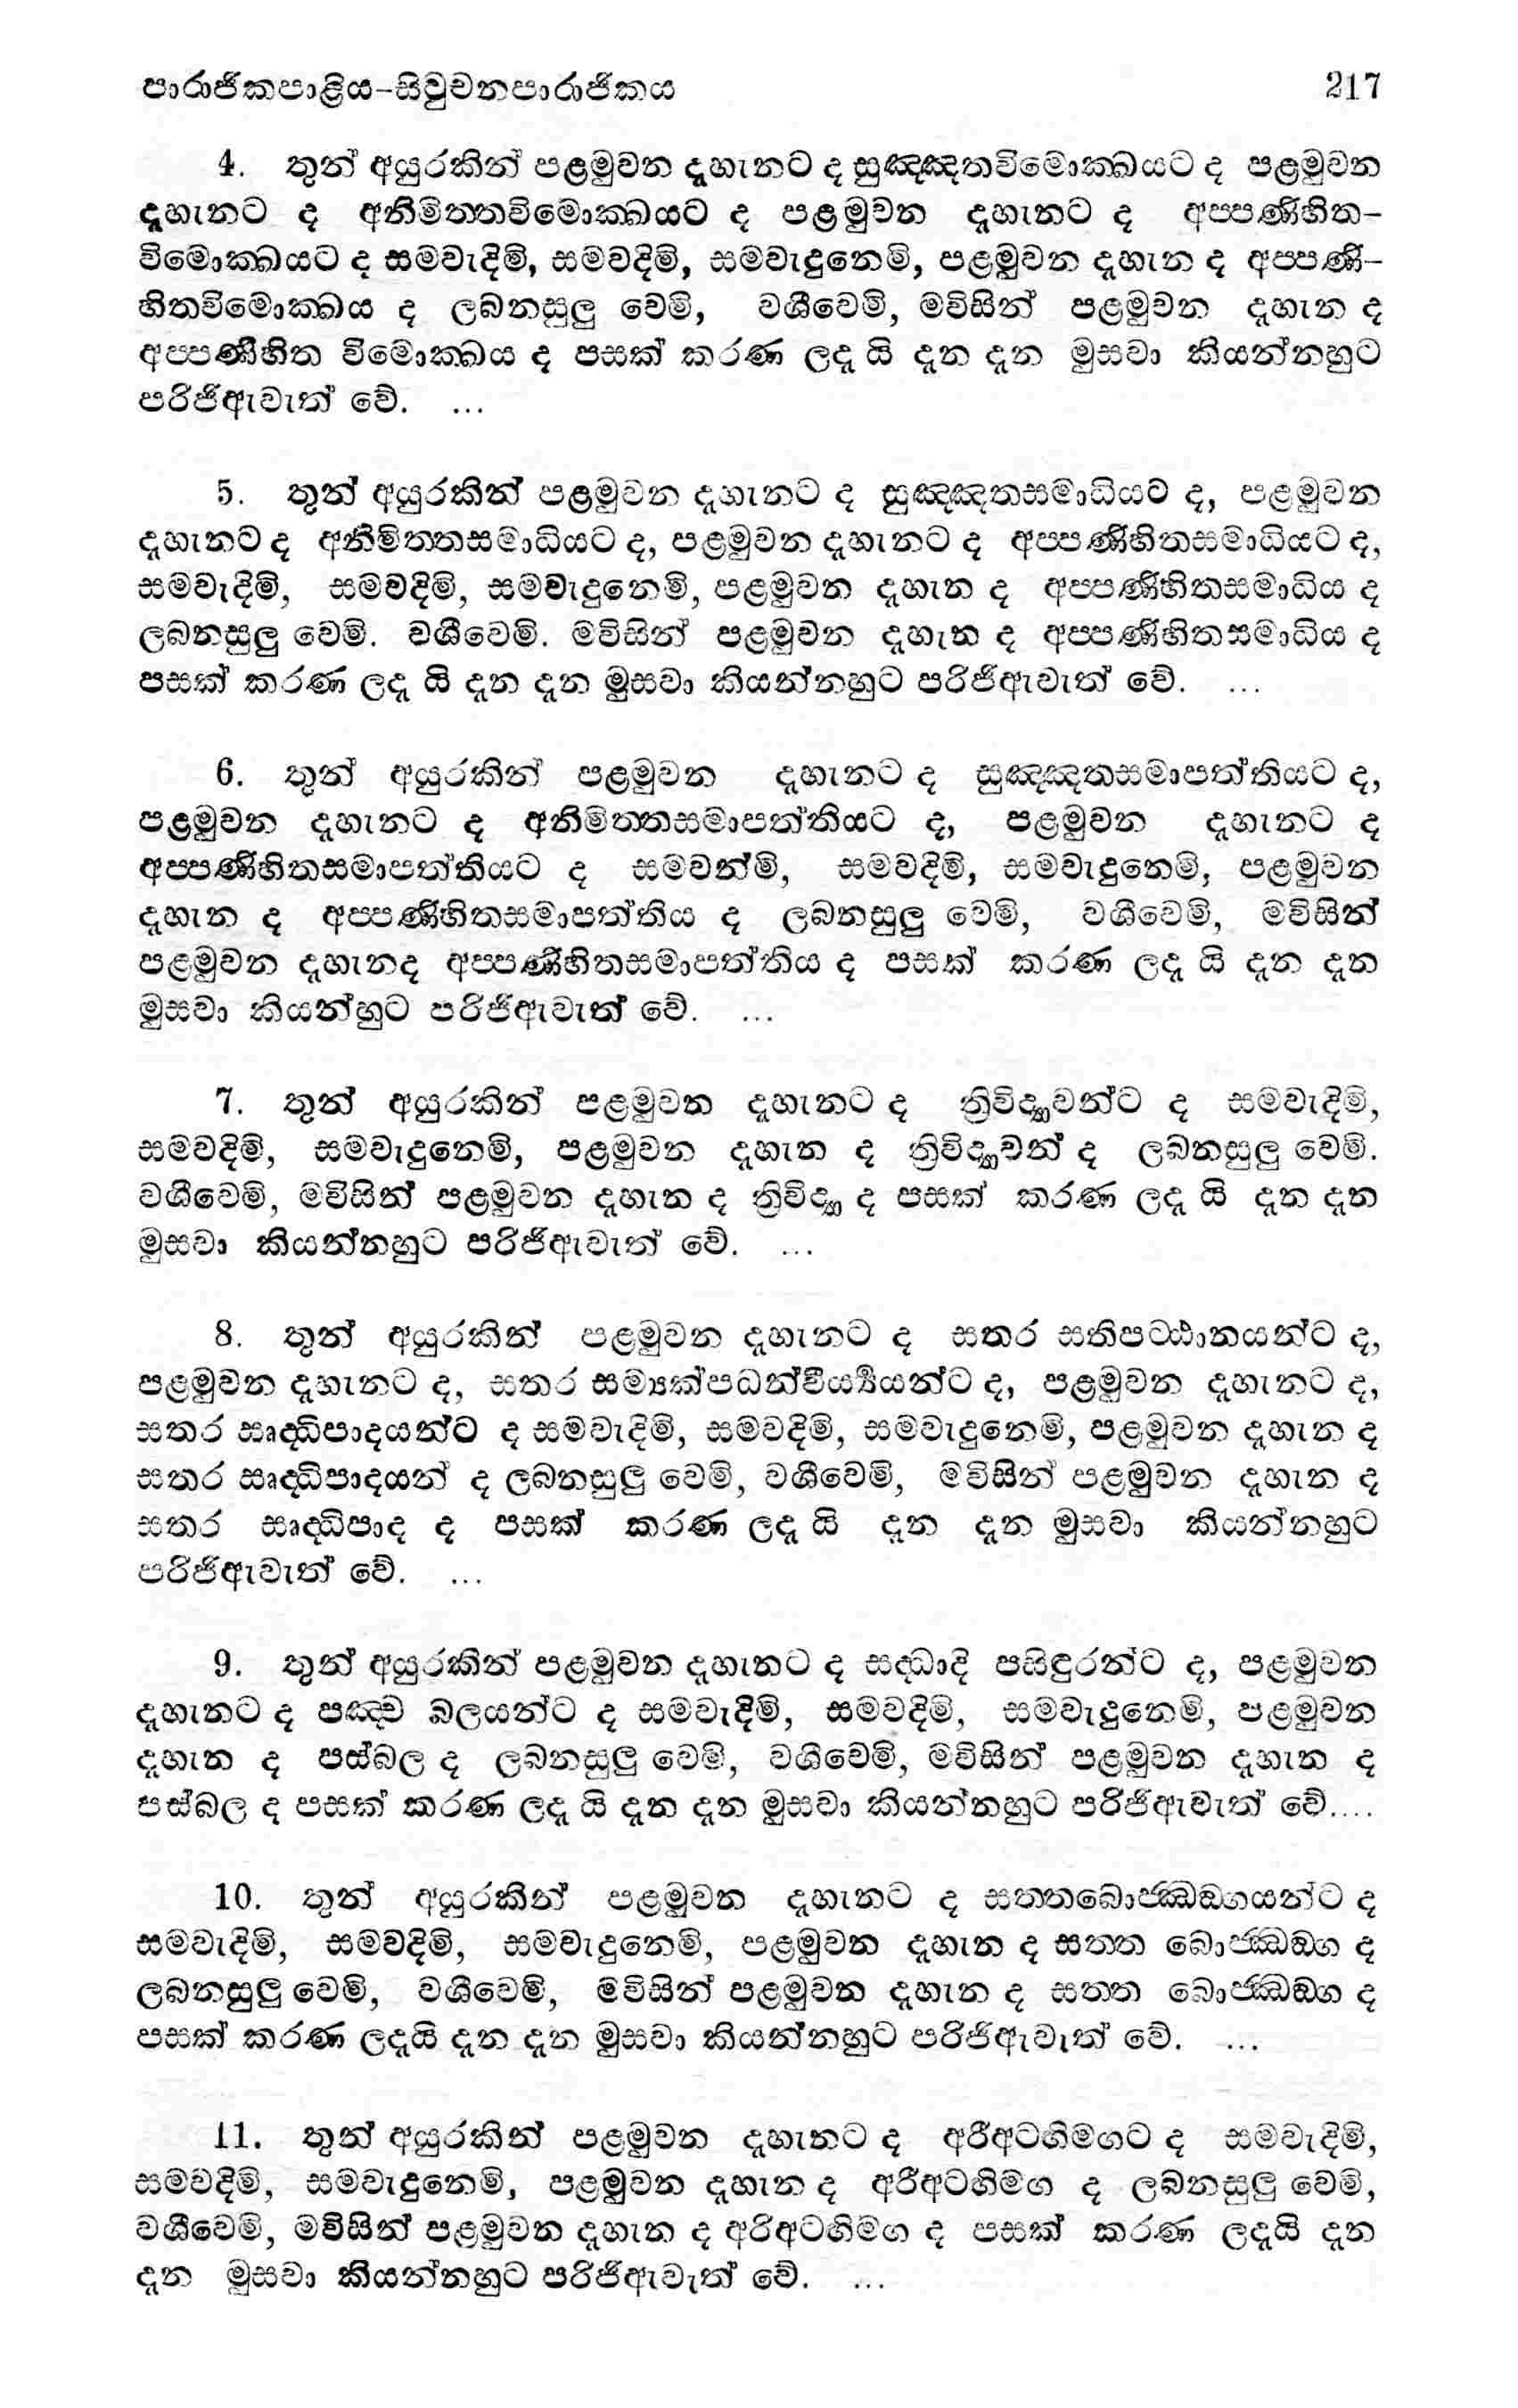 පාරාජිකපාළිය-සිවුවනපාරාජිකය 217
4. තුන් අයුරකින් පළමුවන දැහැනට ද සුඤ්ඤතවිමොක්ඛයට ද පළමුවන
දැහැනට ද අනිමිත්තවිමොක්ඛයට ද පළමුවන දැහැනට ද අප්පණිහිත-
විමොක්ඛයට ද සමවැදිමි, සමවදිමි, සමවැදුනෙමි, පළමුවන දැහැන ද අප්පණි-
හිතවිමොක්ඛය ද ලබනසුලු වෙමි, වශීවෙමි, මවිසින් පළමුවන දැහැන ද
අප්පණිහිත විමොක්ඛය ද පසක් කරණ ලදැ යි දැන දැන මුසවා කියන්නහුට
පරිජිඇවැත් වේ. ...
5. තුන් අයුරකින් පළමුවන දැහැනට ද සුඤ්ඤතසමාධියට ද, පළමුවන
දැහැනට ද අනිමිත්තසමාධියට ද, පළමුවන දැහැනට ද අප්පණිහිතසමාධියට ද,
සමවැදිමි, සමවදිමි, සමවැදුනෙමි, පළමුවන දැහැන ද අප්පණිහිතසමාධිය ද
ලබනසුලු වෙමි. වශීවෙමි. මවිසින් පළමුවන දැහැන ද අප්පණිහිතසමාධිය ද
පසක් කරණ ලදැ යි දැන දැන මුසවා කියන්නහුට පරිජිඇවැත් වේ. ...
6. තුන් අයුරකින් පළමුවන දැහැනට ද සුඤ්ඤතසමාපත්තියට ද,
පළමුවන දැහැනට ද අනිමිත්තසමාපත්තියට ද, පළමුවන දැහැනට ද
අප්පණිහිතසමාපත්තියට ද සමවන්මි, සමවදිමි, සමවැදුනෙමි, පළමුවන
දැහැන ද අප්පණිහිතසමාපත්තිය ද ලබනසුලු වෙමි, වශීවෙමි, මවිසින්
පළමුවන දැහැනද අප්පණිහිතසමාපත්තිය ද පසක් කරණ ලදැ යි දැන දැන
මුසවා කියන්හුට පරිජිඇවැත් වේ. ...
7. තුන් අයුරකින් පළමුවන දැහැනට ද ත්‍රිවිද්‍යාවන්ට ද සමවැදිමි,
සමවදිමි, සමවැදුනෙමි, පළමුවන දැහැන ද ත්‍රිවිද්‍යාවන් ද ලබනසුලු වෙමි.
වශීවෙමි, මවිසින් පළමුවන දැහැන ද ත්‍රිවිද්‍යා ද පසක් කරණ ලදැ යි දැන දැන
මුසවා කියන්නහුට පරිජිඇවැත් වේ. ...
8. තුන් අයුරකින් පළමුවන දැහැනට ද සතර සතිපට්ඨානයන්ට ද,
පළමුවන දැහැනට ද, සතර සම්‍යක්පධන්වීර්‍ය්‍යයන්ට ද, පළමුවන දැහැනට ද,
සතර ඍද්ධිපාදයන්ට ද සමවැදිමි, සමවදිමි, සමවැදුනෙමි, පළමුවන දැහැන ද
සතර ඍද්ධිපාදයන් ද ලබනසුලු වෙමි, වශීවෙමි, මවිසින් පළමුවන දැහැන ද
සතර ඍද්ධිපාද ද පසක් කරණ ලදැ යි දැන දැන මුසවා කියන්නහුට
පරිජිඇවැත් වේ. ...
9. තුන් අයුරකින් පළමුවන දැහැනට ද සද්ධාදි පසිඳුරන්ට ද, පළමුවන
දැහැනට ද පඤ්ච බලයන්ට ද සමවැදිමි, සමවදිමි, සමවැදුනෙමි, පළමුවන
දැහැන ද පස්බල ද ලබනසුලු වෙමි, වශීවෙමි, මවිසින් පළමුවන දැහැන ද
පස්බල ද පසක් කරණ ලදැ යි දැන දැන මුසවා කියන්නහුට පරිජිඇවැත් වේ....
10. තුන් අයුරකින් පළමුවන දැහැනට ද සත්තබොජ්ඣඞ්ගයන්ට ද
සමවැදිමි, සමවදිමි, සමවැදුනෙමි, පළමුවන දැහැන ද සත්ත බොජ්ඣඞ්ග ද
ලබනසුලු වෙමි, වශීවෙමි, මවිසින් පළමුවන දැහැන ද සත්ත බොජ්ඣඞ්ග ද
පසක් කරණ ලදැයි දැන දැන මුසවා කියන්නහුට පරිජිඇවැත් වේ. ...
11. තුන් අයුරකින් පළමුවන දැහැනට ද අරීඅටඟිමගට ද සමවැදිමි,
සමවදිමි, සමවැදුනෙමි, පළමුවන දැහැන ද අරීඅටඟිමග ද ලබනසුලු වෙමි,
වශීවෙමි, මවිසින් පළමුවන දැහැන ද අරිඅටඟිමග ද පසක් කරණ ලදැයි දැන
දැන මුසවා කියන්නහුට පරිජිඇවැත් වේ. ...